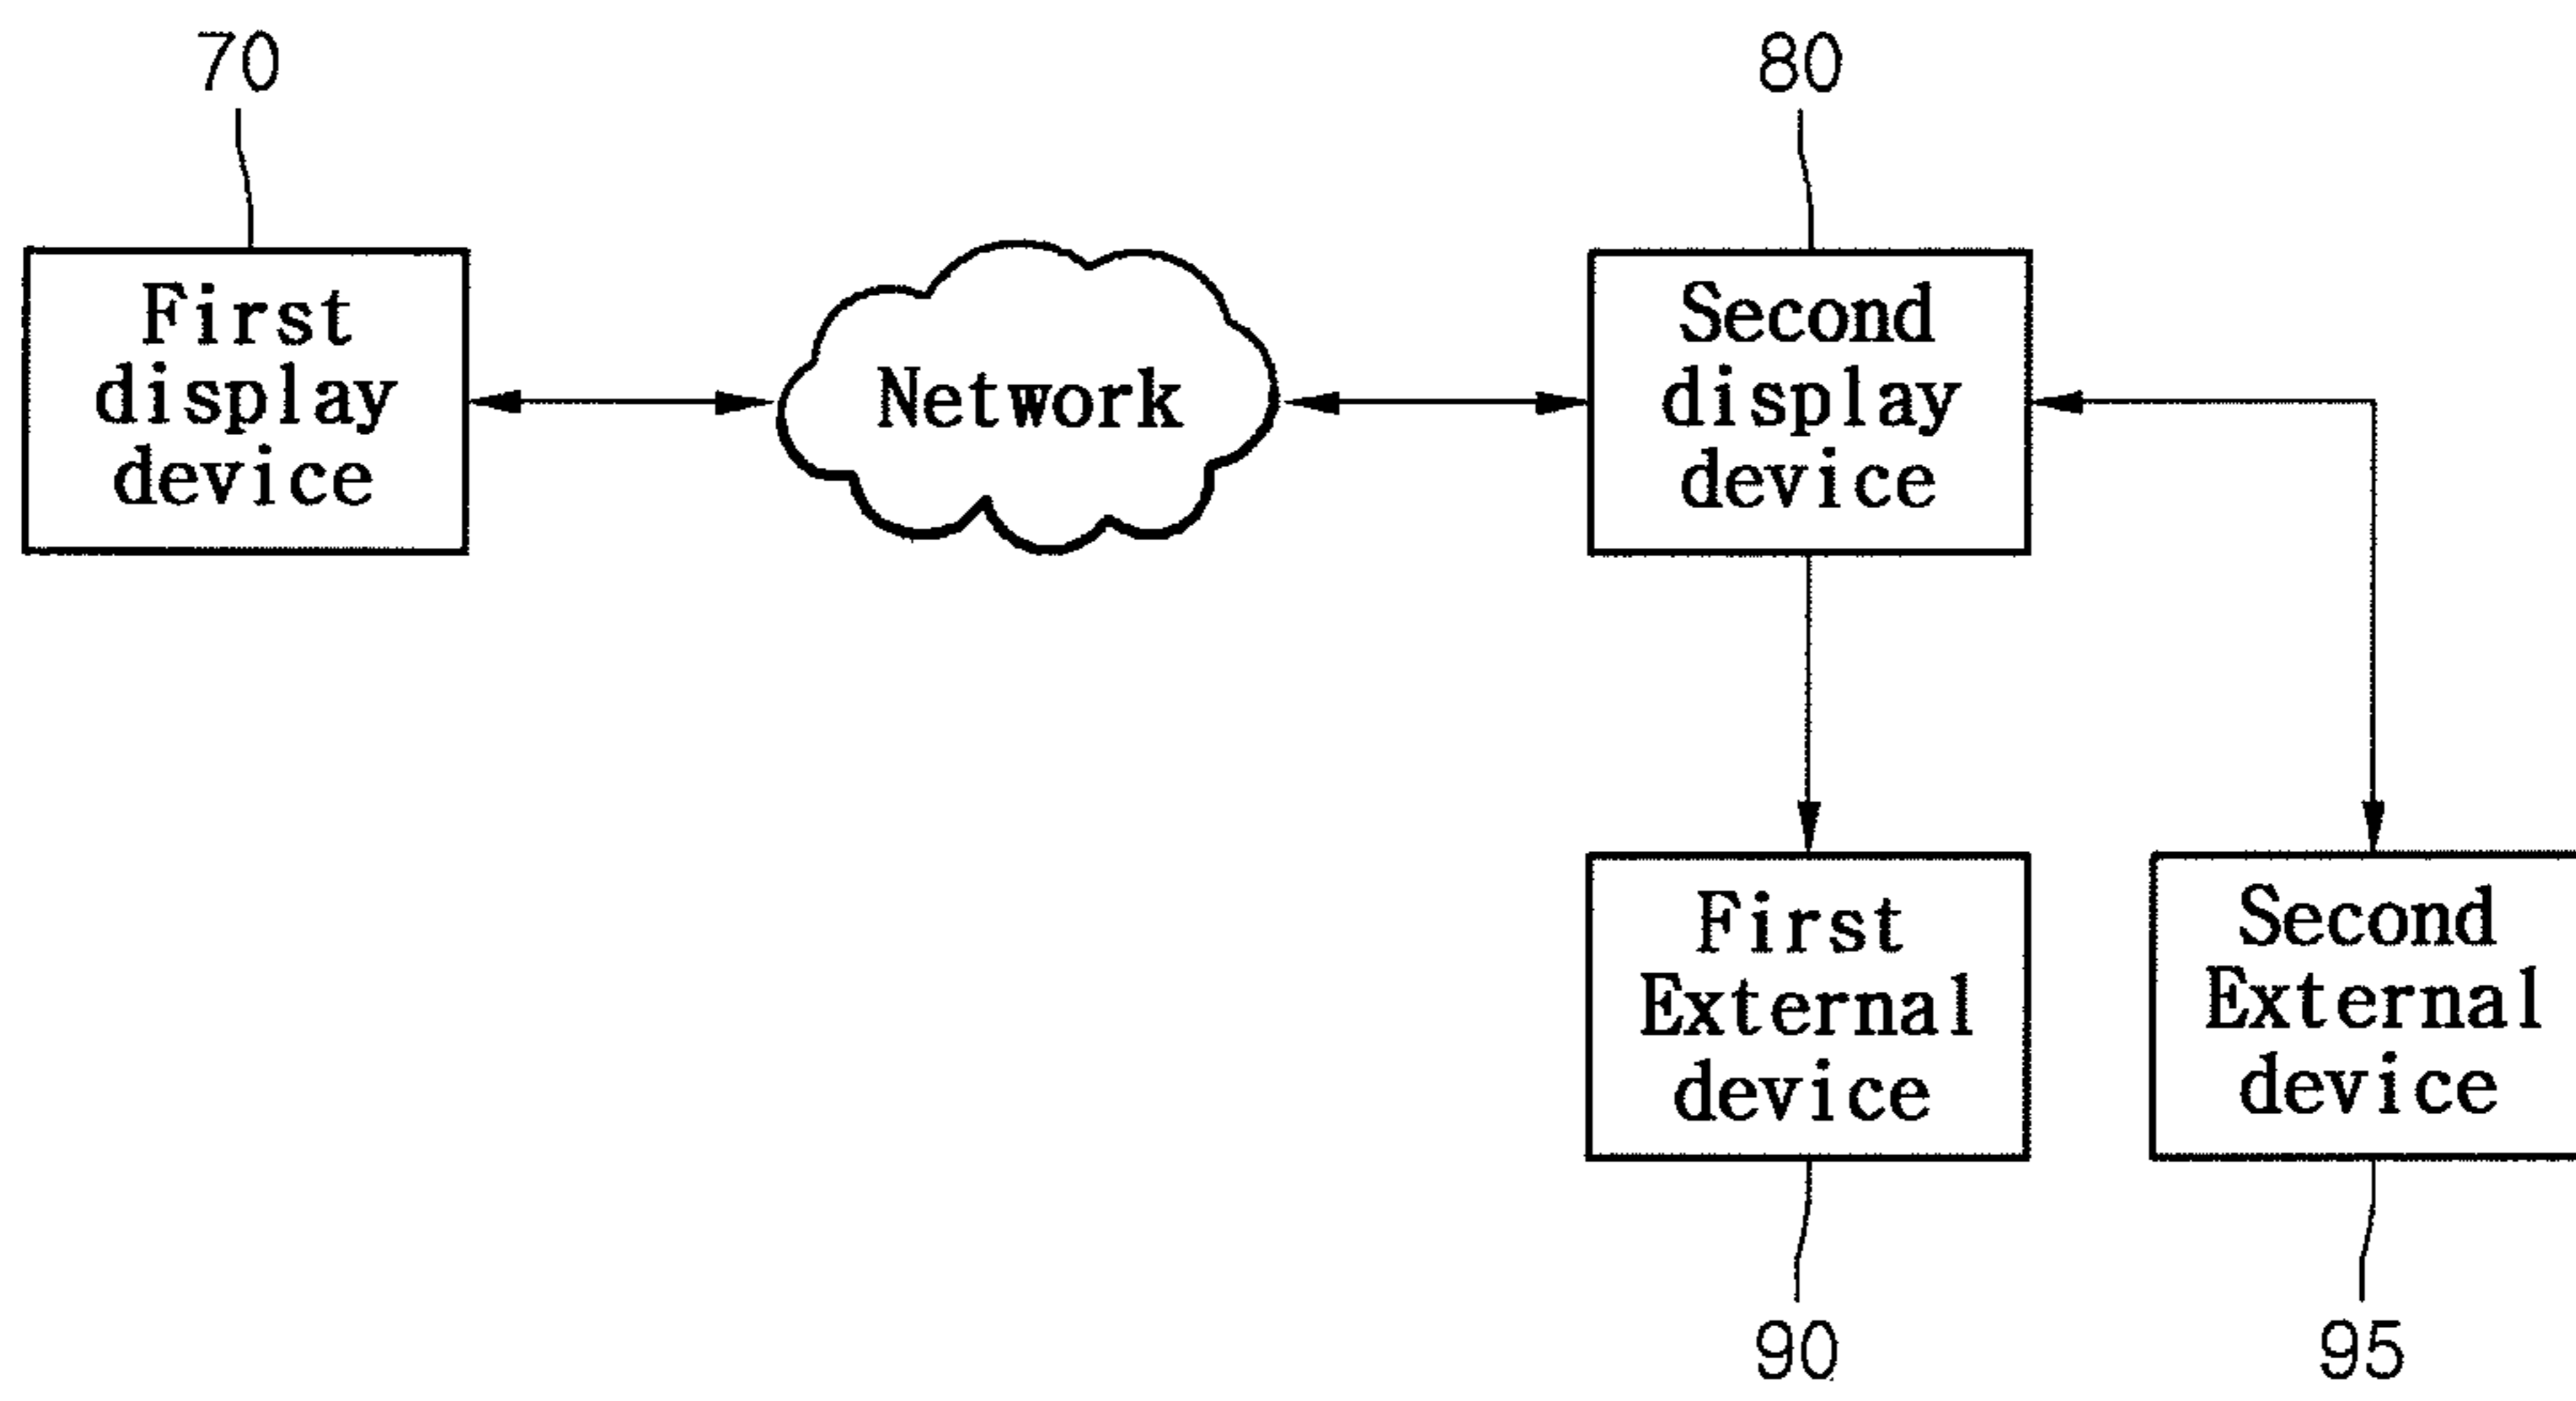 70
80
First
display
device
Network
Second
display
device
First
External
device
Second
External
device
90
95